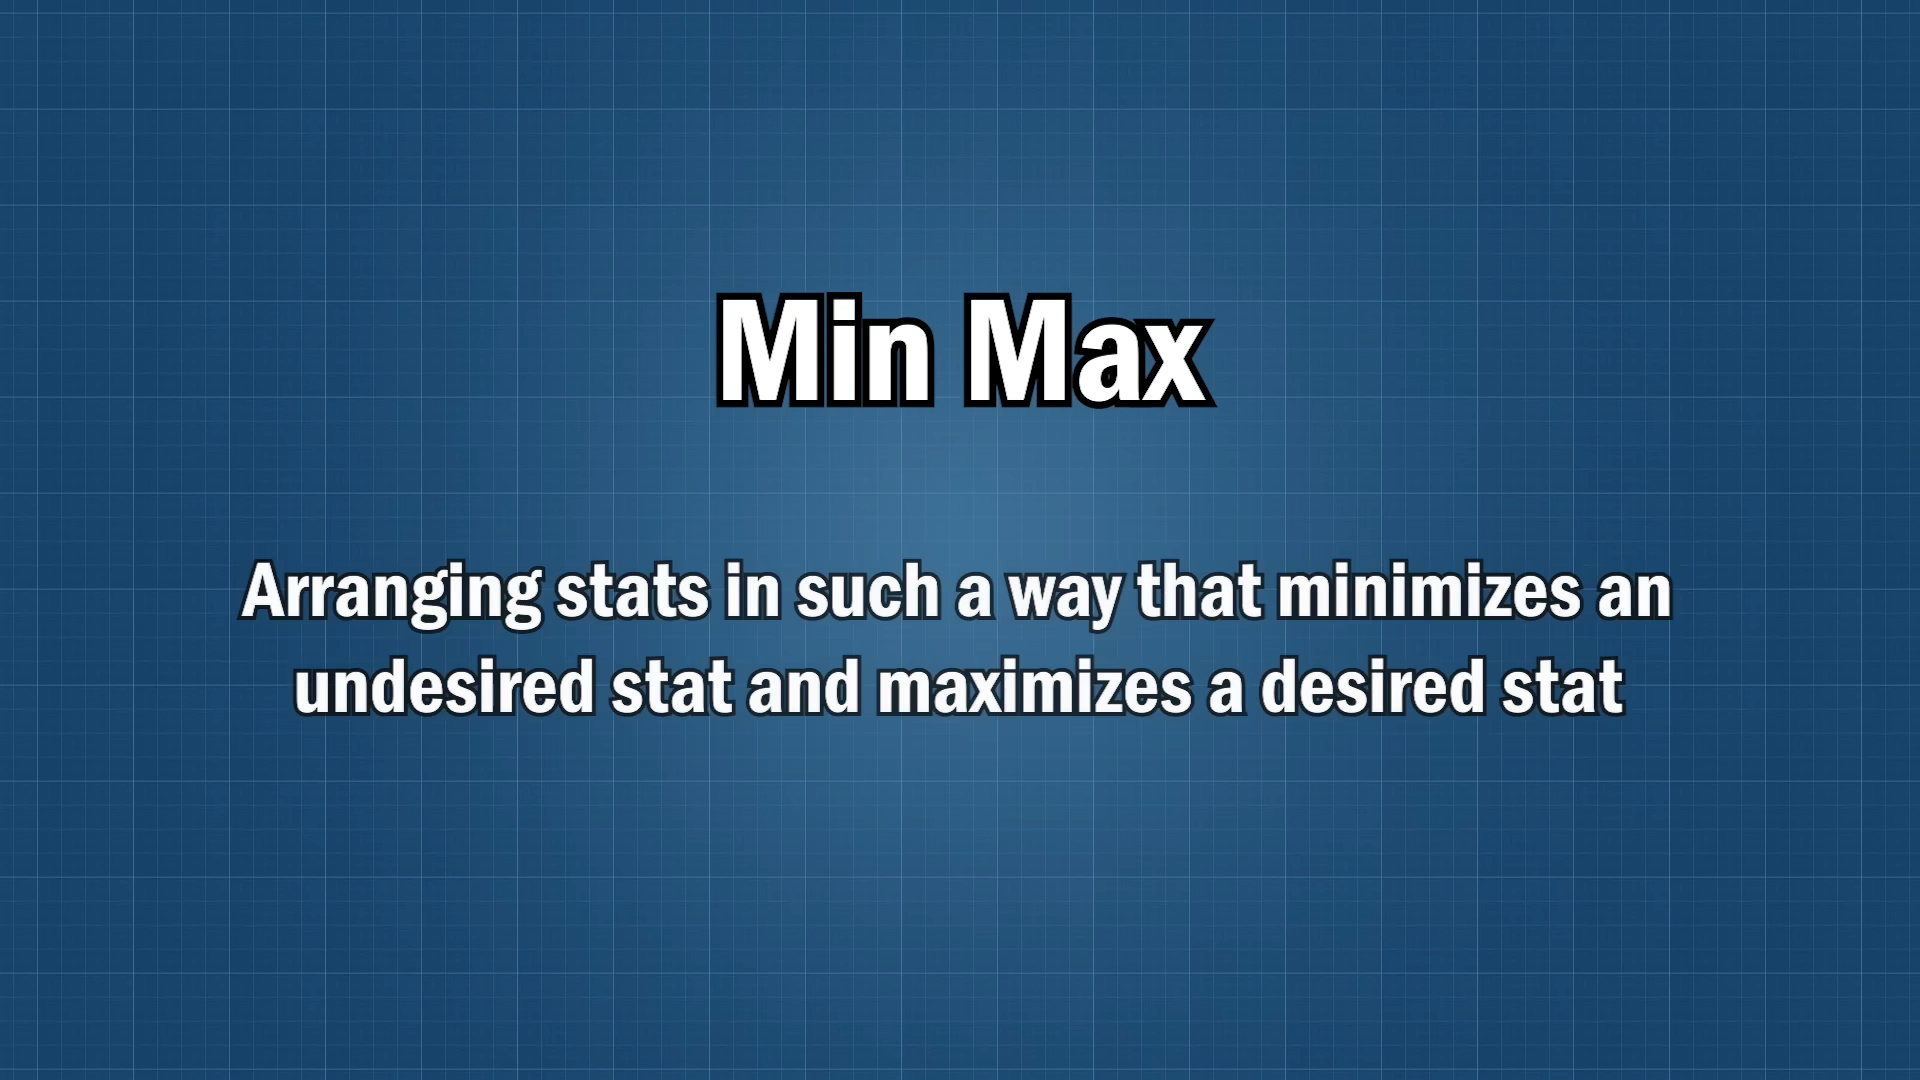 Min Max
Arranging stats in such a way that minimizes an
undesired stat and maximizes a desired stat